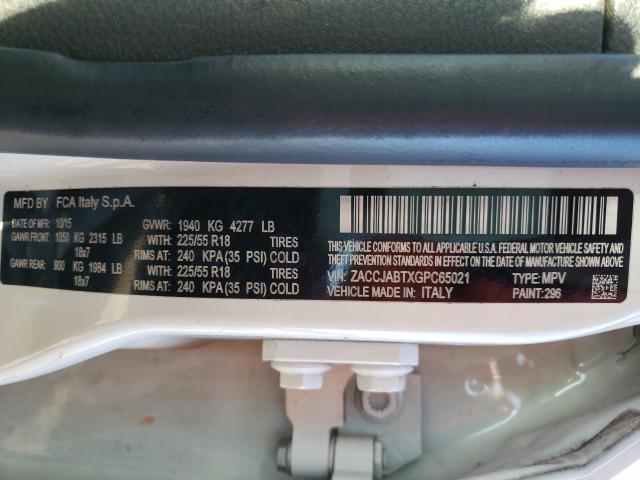 MFD BY FCA Italy S.p.A.
DATE OF MFR: 10/15 GVWR: 1940 KG 4277 LB
GAWR FRONT: 1050 KG 2315 LB WITH: 225/55 R18 TIRES
18x7 RIMS AT: 240 KPA (35 PSI) COLD
GAWR REAR: 900 KG 1984 LB WITH: 225/55 R18 TIRES
18x7 RIMS AT: 240 KPA (35 PSI) COLD
THIS VEHICLE CONFORMS TO ALL APPLICABLE U.S.A. FEDERAL MOTOR VEHICLE
SAFETY, BUMPER, AND THEFT PREVENTION STANDARDS IN EFFECT
ON THE DATE OF MANUFACTURE SHOWN ABOVE.
VIN: ZACCJABTXGPC65021 TYPE: MPV
VEHICLE MADE IN: ITALY PAINT: 296